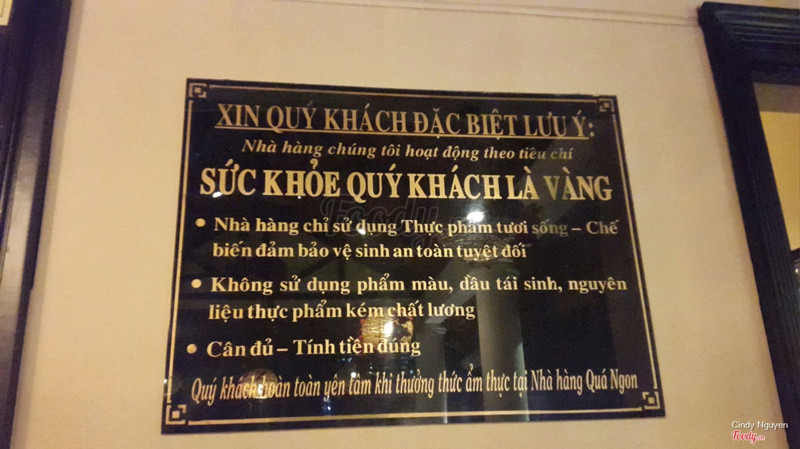 XIN QUÝ KHÁCH ĐẶC BIỆT LƯU Ý:
Nhà hàng chúng tôi hoạt động theo tiêu chí
SỨC KHỎE QUÝ KHÁCH LÀ VÀNG
• Nhà hàng chỉ sử dụng Thực phẩm tươi sống – Chế
biến đảm bảo vệ sinh an toàn tuyệt đối
• Không sử dụng phẩm màu, dầu tái sinh, nguyên
liệu thực phẩm kém chất lương
• Cân đủ – Tính tiền đúng
Quý khách hoàn toàn yên tâm khi thưởng thức ẩm thực tại Nhà hàng Quá Ngon
Foody
Cindy Nguyen
Foody.vn